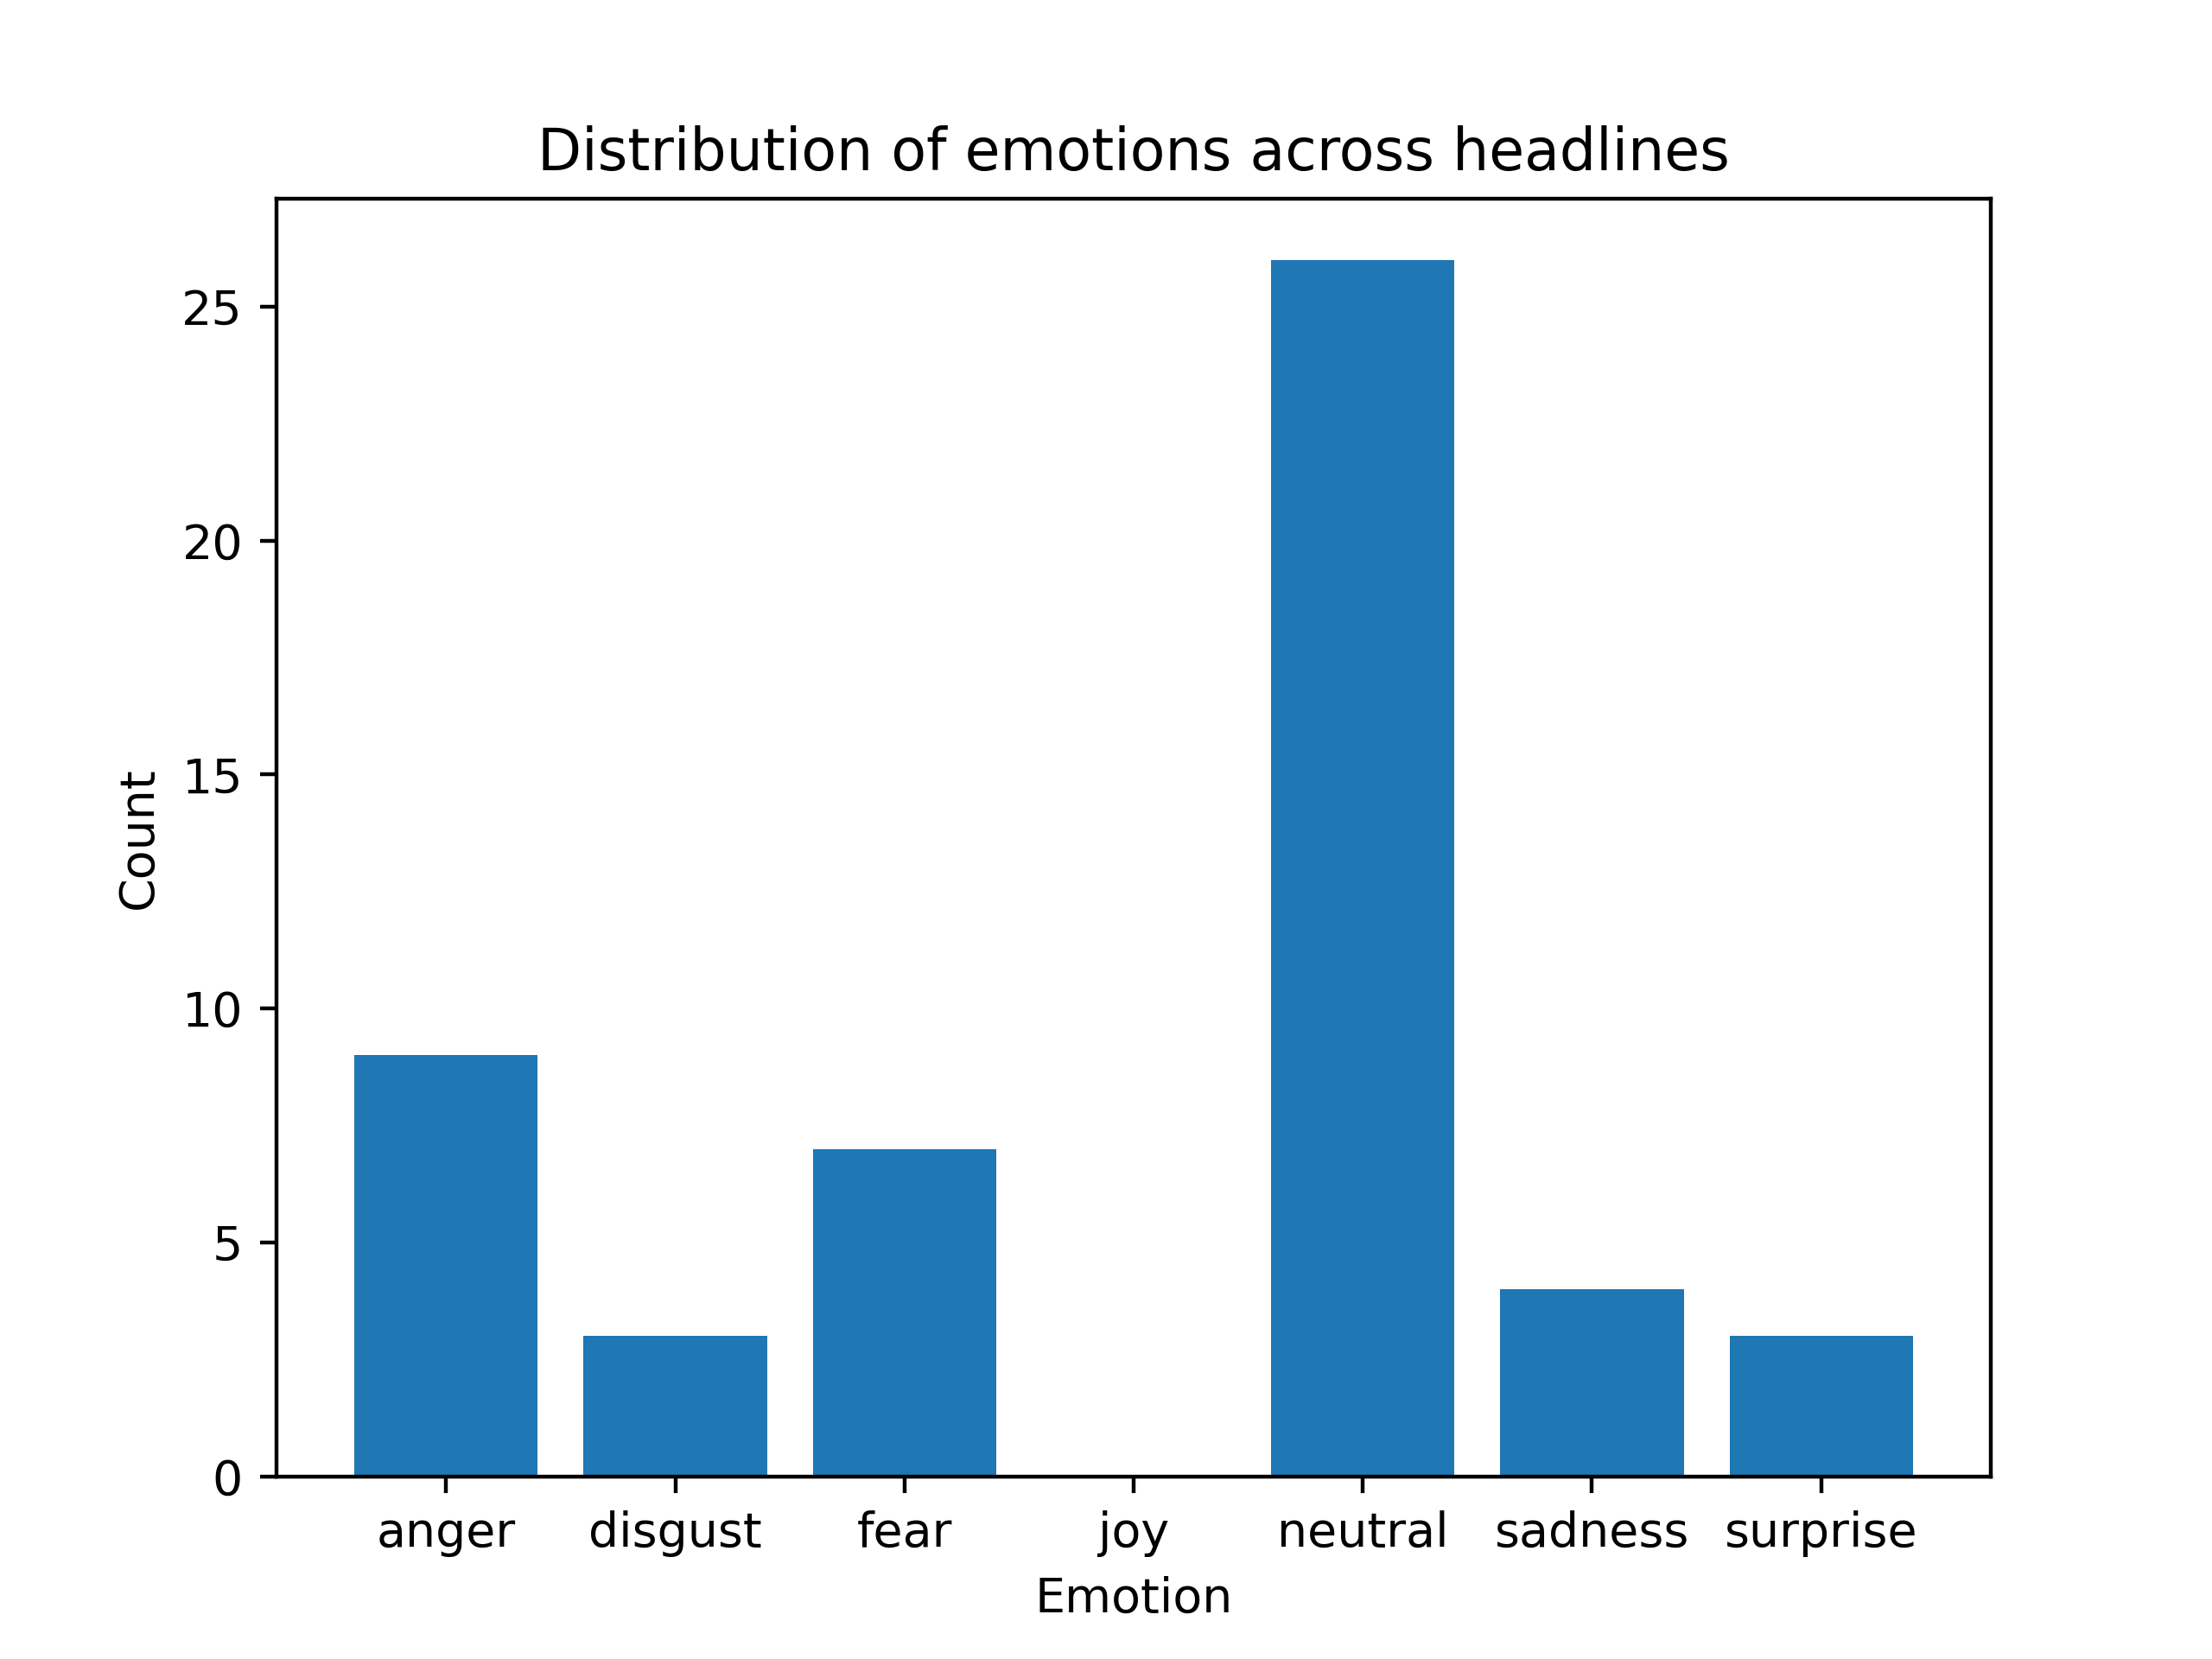 Distribution of emotions across headlines
25
20
15
10
5
0
Count
anger disgust fear joy neutral sadness surprise
Emotion